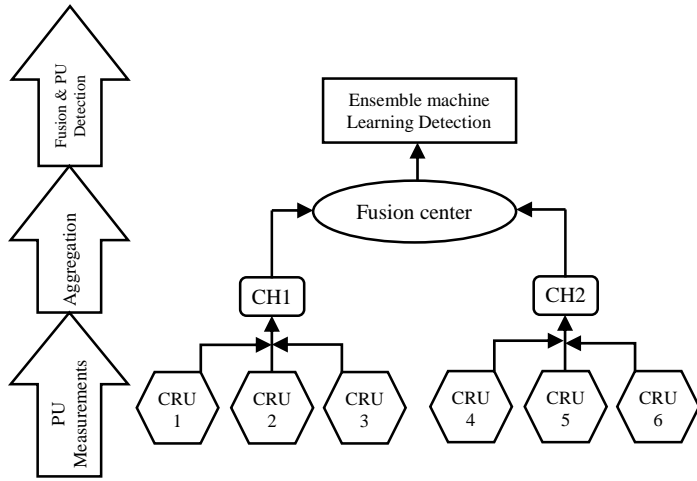 Fusion & PU
Detection
Aggregation
PU
Measurements
Ensemble machine
Learning Detection
Fusion center
CH1
CH2
CRU
1
CRU
2
CRU
3
CRU
4
CRU
5
CRU
6